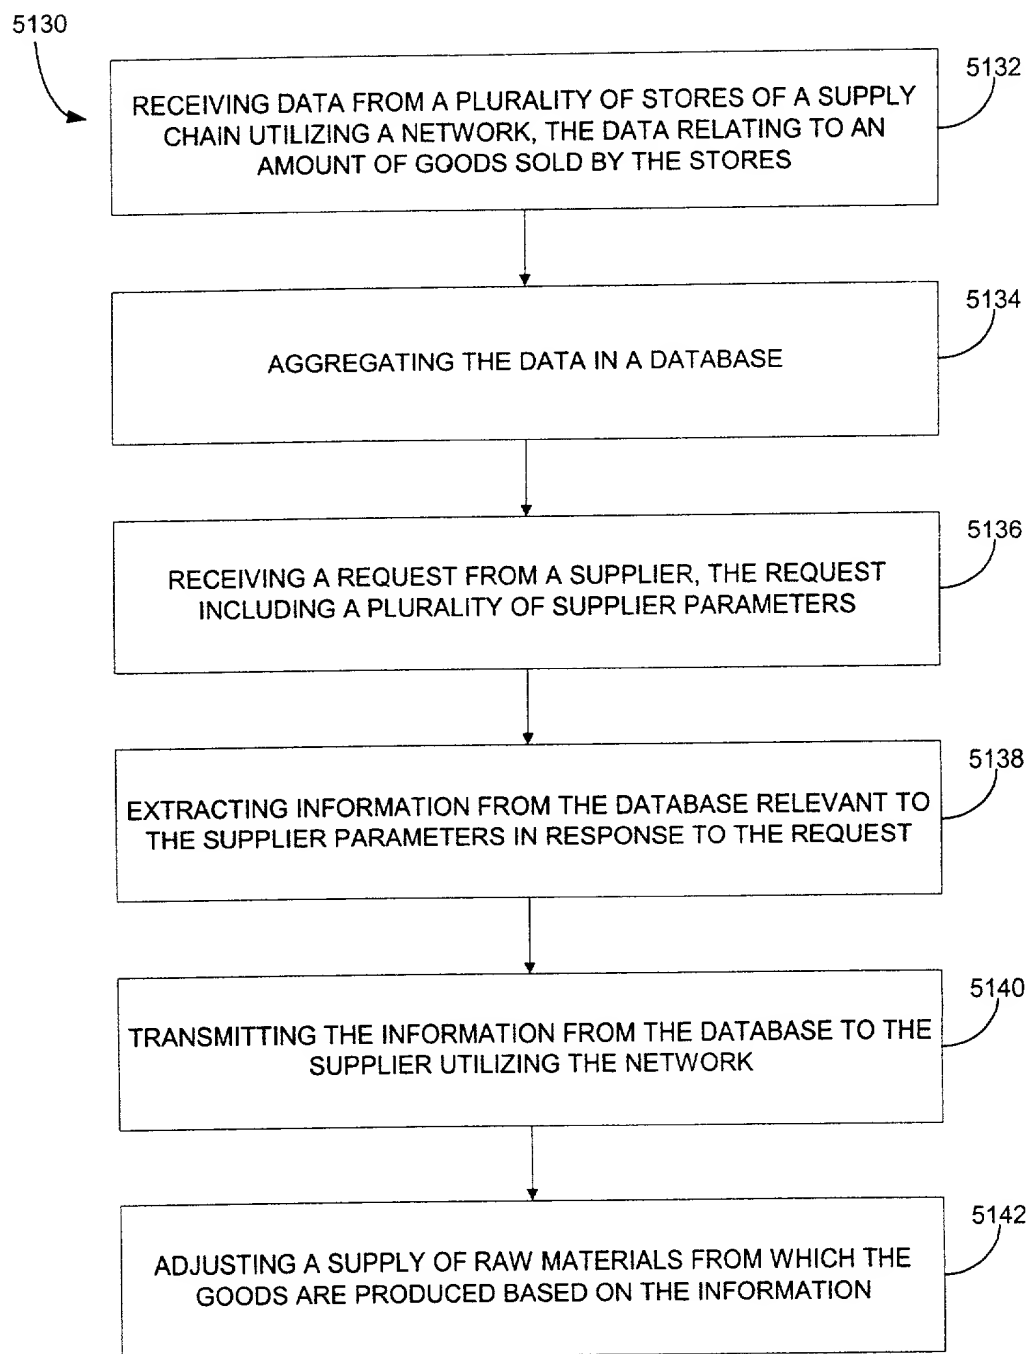 5130
5132
RECEIVING DATA FROM A PLURALITY OF STORES OF A SUPPLY
CHAIN UTILIZING A NETWORK, THE DATA RELATING TO AN
AMOUNT OF GOODS SOLD BY THE STORES
5134
AGGREGATING THE DATA IN A DATABASE
5136
RECEIVING A REQUEST FROM A SUPPLIER, THE REQUEST
INCLUDING A PLURALITY OF SUPPLIER PARAMETERS
5138
EXTRACTING INFORMATION FROM THE DATABASE RELEVANT TO
THE SUPPLIER PARAMETERS IN RESPONSE TO THE REQUEST
5140
TRANSMITTING THE INFORMATION FROM THE DATABASE TO THE
SUPPLIER UTILIZING THE NETWORK
5142
ADJUSTING A SUPPLY OF RAW MATERIALS FROM WHICH THE
GOODS ARE PRODUCED BASED ON THE INFORMATION